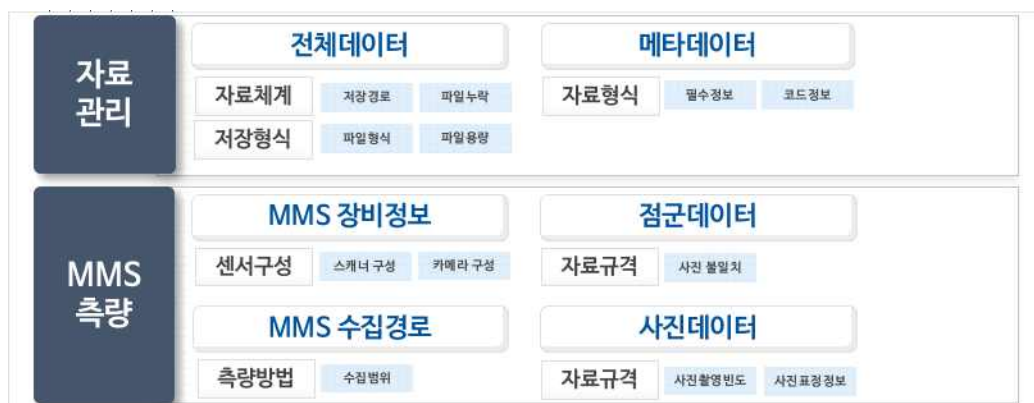 자료
관리
전체데이터
자료체계 저장경로 파일누락
저장형식 파일형식 파일용량
메타데이터
자료형식 필수정보 코드정보
MMS
측량
MMS 장비정보
센서구성 스캐너 구성 카메라 구성
점군데이터
자료규격 사진 불일치
MMS 수집경로
측량방법 수집범위
사진데이터
자료규격 사진촬영빈도 사진표정정보